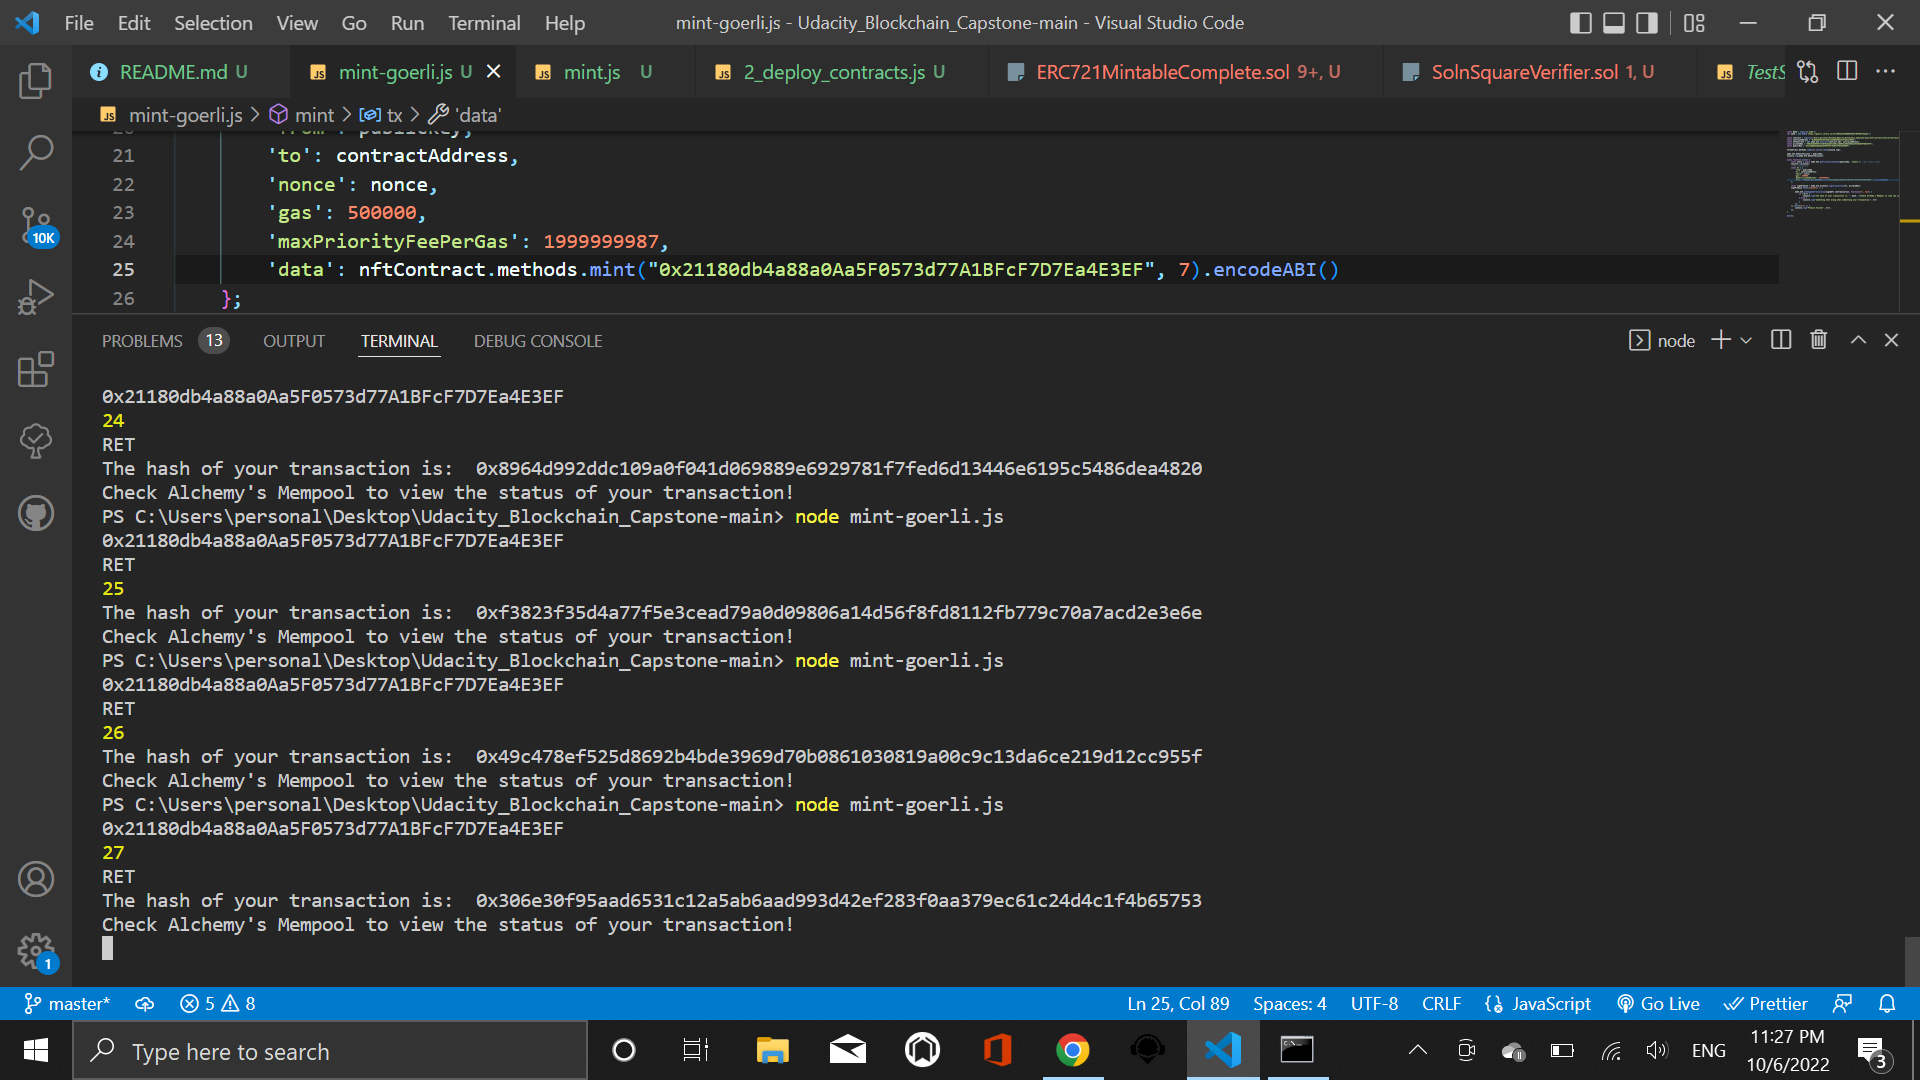 File Edit Selection View Go Run Terminal Help
mint-goerli.js - Udacity_Blockchain_Capstone-main - Visual Studio Code
README.md U
mint-goerli.js U
mint.js U
2_deploy_contracts.js U
ERC721MintableComplete.sol 9+, U
SolnSquareVerifier.sol 1, U
TestS
mint-goerli.js > mint > tx > 'data'
21 'to': contractAddress,
22 'nonce': nonce,
23 'gas': 500000,
24 'maxPriorityFeePerGas': 1999999987,
25 'data': nftContract.methods.mint("0x21180db4a88a0Aa5F0573d77A1BFcF7D7Ea4E3EF", 7).encodeABI()
26 };
10K
PROBLEMS 13 OUTPUT TERMINAL DEBUG CONSOLE
node
0x21180db4a88a0Aa5F0573d77A1BFcF7D7Ea4E3EF
24
RET
The hash of your transaction is:  0x8964d992ddc109a0f041d069889e6929781f7fed6d13446e6195c5486dea4820
Check Alchemy's Mempool to view the status of your transaction!
PS C:\Users\personal\Desktop\Udacity_Blockchain_Capstone-main> node mint-goerli.js
0x21180db4a88a0Aa5F0573d77A1BFcF7D7Ea4E3EF
RET
25
The hash of your transaction is:  0xf3823f35d4a77f5e3cead79a0d09806a14d56f8fd8112fb779c70a7acd2e3e6e
Check Alchemy's Mempool to view the status of your transaction!
PS C:\Users\personal\Desktop\Udacity_Blockchain_Capstone-main> node mint-goerli.js
0x21180db4a88a0Aa5F0573d77A1BFcF7D7Ea4E3EF
RET
26
The hash of your transaction is:  0x49c478ef525d8692b4bde3969d70b0861030819a00c9c13da6ce219d12cc955f
Check Alchemy's Mempool to view the status of your transaction!
PS C:\Users\personal\Desktop\Udacity_Blockchain_Capstone-main> node mint-goerli.js
0x21180db4a88a0Aa5F0573d77A1BFcF7D7Ea4E3EF
27
RET
The hash of your transaction is:  0x306e30f95aad6531c12a5ab6aad993d42ef283f0aa379ec61c24d4c1f4b65753
Check Alchemy's Mempool to view the status of your transaction!
1
master* 5 8
Ln 25, Col 89 Spaces: 4 UTF-8 CRLF JavaScript Go Live Prettier
Type here to search
ENG
11:27 PM
10/6/2022
3